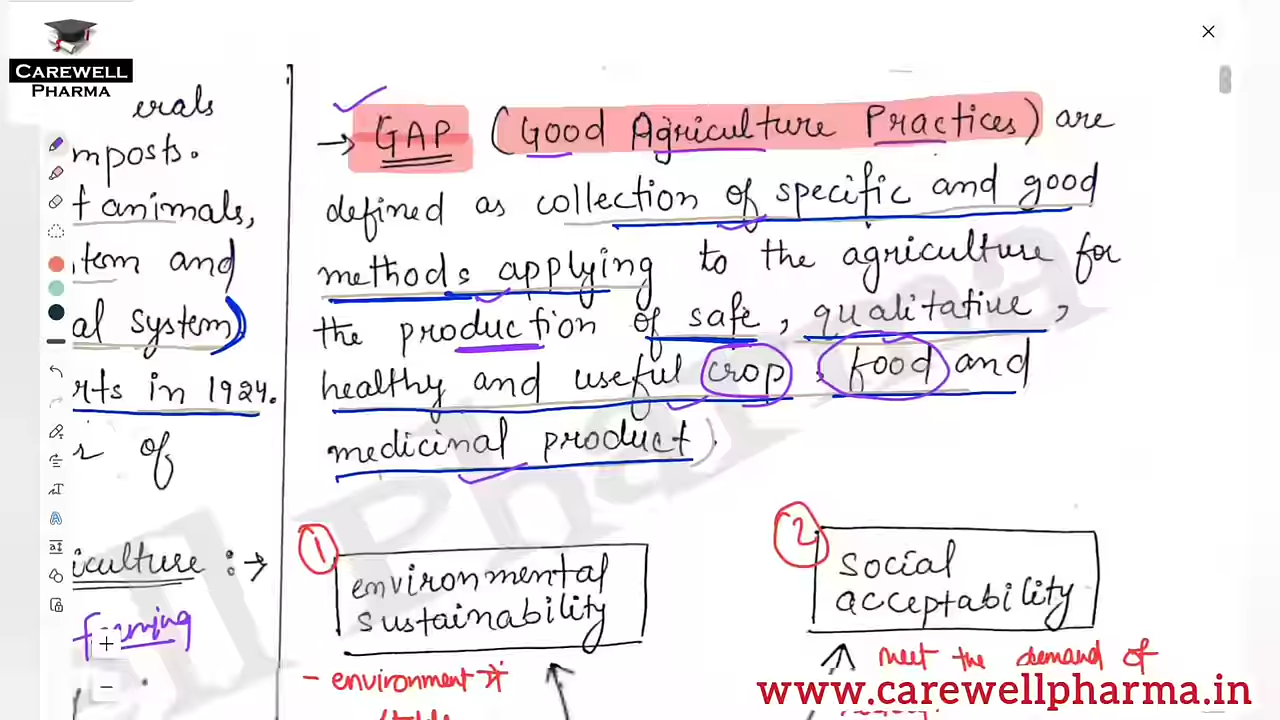 CAREWELL
PHARMA
erals
mposts.
f animals,
tem and
al system)
rts in 1924.
of
iculture :→
farming
→ GAP (Good Agriculture Practices) are
defined as collection of specific and good
methods applying to the agriculture for
the production of safe, qualitative,
healthy and useful crop, food and
medicinal product)
1
environmental
sustainability
- environment
2
social
acceptability
meet the demand of
www.carewellpharma.in